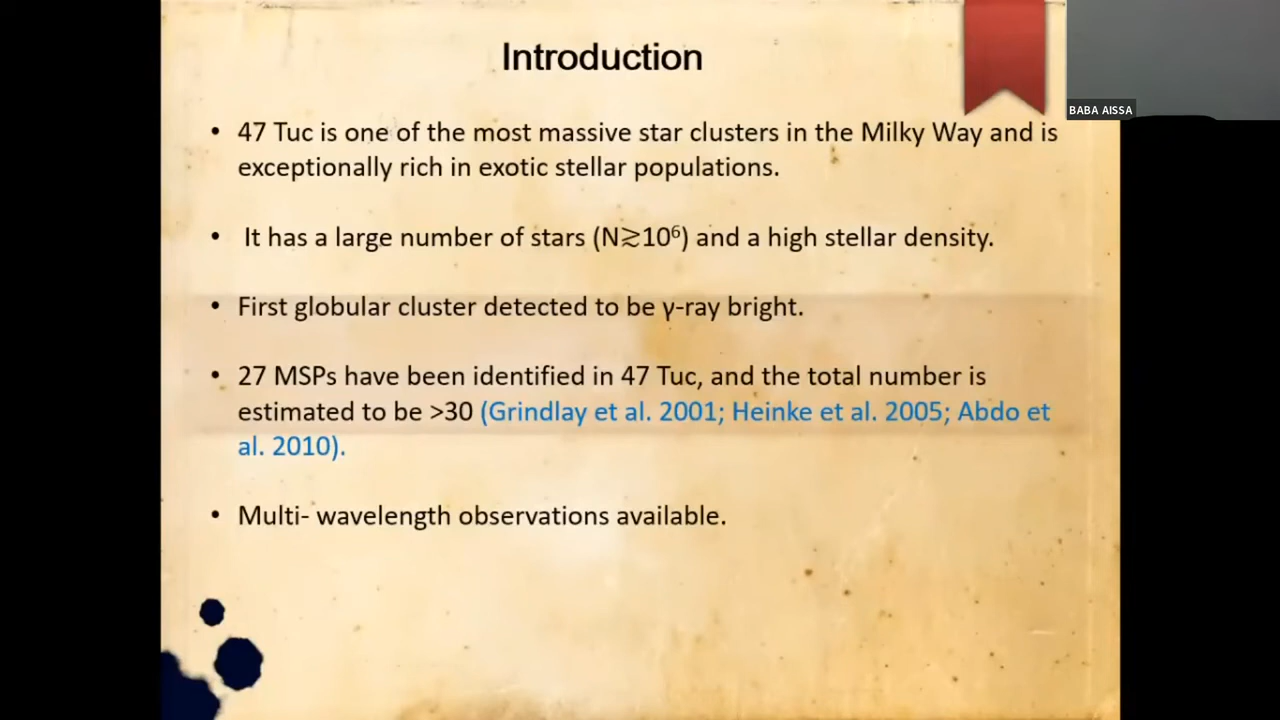 Introduction
BABA AISSA
• 47 Tuc is one of the most massive star clusters in the Milky Way and is
exceptionally rich in exotic stellar populations.
• It has a large number of stars (N≳10⁶) and a high stellar density.
• First globular cluster detected to be γ-ray bright.
• 27 MSPs have been identified in 47 Tuc, and the total number is
estimated to be >30 (Grindlay et al. 2001; Heinke et al. 2005; Abdo et
al. 2010).
• Multi- wavelength observations available.